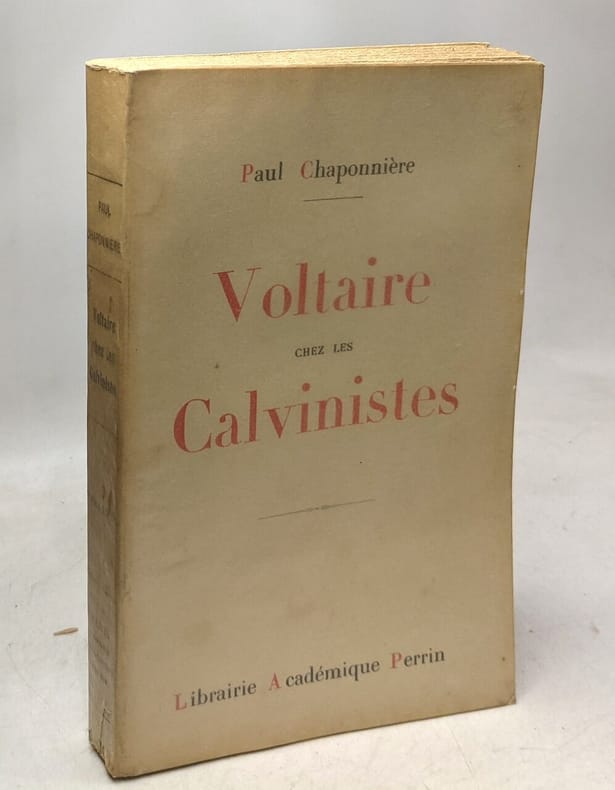 Paul Chaponnière
Voltaire
CHEZ LES
Calvinistes
Librairie Académique Perrin
PAUL
CHAPONNIÈRE
Voltaire
chez les
Calvinistes